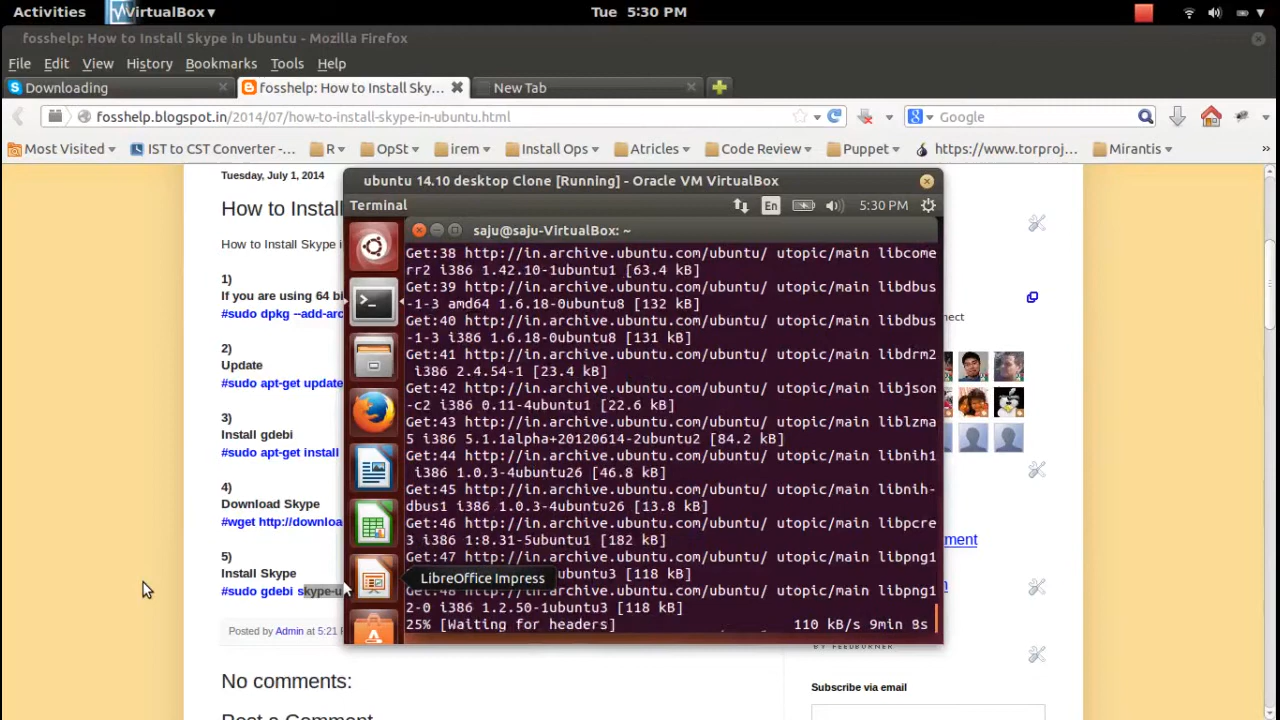 Activities
VirtualBox
Tue 5:30 PM
fosshelp: How to Install Skype in Ubuntu - Mozilla Firefox
File Edit View History Bookmarks Tools Help
Downloading
fosshelp: How to Install Sky...
New Tab
fosshelp.blogspot.in/2014/07/how-to-install-skype-in-ubuntu.html
Google
Most Visited
IST to CST Converter -...
R
OpSt
irem
Install Ops
Atricles
Code Review
Puppet
https://www.torproj...
Mirantis
»
Tuesday, July 1, 2014
How to Install
How to Install Skype i
1)
If you are using 64 bi
#sudo dpkg --add-arc
2)
Update
#sudo apt-get update
3)
Install gdebi
#sudo apt-get install
4)
Download Skype
#wget http://downloa
5)
Install Skype
#sudo gdebi skype-u
Posted by Admin at 5:21 P
No comments:
Post a Comment
ubuntu 14.10 desktop Clone [Running] - Oracle VM VirtualBox
Terminal
En
5:30 PM
saju@saju-VirtualBox: ~
Get:38 http://in.archive.ubuntu.com/ubuntu/ utopic/main libcome
rr2 i386 1.42.10-1ubuntu1 [63.4 kB]
Get:39 http://in.archive.ubuntu.com/ubuntu/ utopic/main libdbus
-1-3 amd64 1.6.18-0ubuntu8 [132 kB]
Get:40 http://in.archive.ubuntu.com/ubuntu/ utopic/main libdbus
-1-3 i386 1.6.18-0ubuntu8 [131 kB]
Get:41 http://in.archive.ubuntu.com/ubuntu/ utopic/main libdrm2
i386 2.4.54-1 [23.4 kB]
Get:42 http://in.archive.ubuntu.com/ubuntu/ utopic/main libjson
-c2 i386 0.11-4ubuntu1 [22.6 kB]
Get:43 http://in.archive.ubuntu.com/ubuntu/ utopic/main liblzma
5 i386 5.1.1alpha+20120614-2ubuntu2 [84.2 kB]
Get:44 http://in.archive.ubuntu.com/ubuntu/ utopic/main libnih1
i386 1.0.3-4ubuntu26 [46.8 kB]
Get:45 http://in.archive.ubuntu.com/ubuntu/ utopic/main libnih-
dbus1 i386 1.0.3-4ubuntu26 [13.8 kB]
Get:46 http://in.archive.ubuntu.com/ubuntu/ utopic/main libpcre
3 i386 1:8.31-5ubuntu1 [182 kB]
Get:47 http://in.archive.ubuntu.com/ubuntu/ utopic/main libpng1
ubuntu3 [118 kB]
LibreOffice Impress
Get:48 http://in.archive.ubuntu.com/ubuntu/ utopic/main libpng1
2-0 i386 1.2.50-1ubuntu3 [118 kB]
25% [Waiting for headers] 110 kB/s 9min 8s
nect
ment
BY FEEDBURNER
Subscribe via email